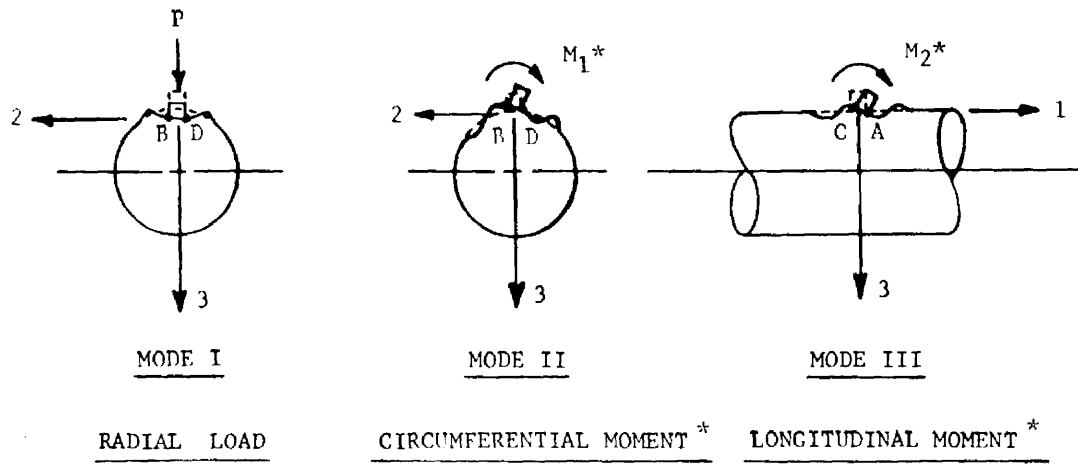 P
M1*
M2*
2
B D
2
B D
C A
1
3
3
3
MODE I
MODE II
MODE III
RADIAL LOAD
CIRCUMFERENTIAL MOMENT *
LONGITUDINAL MOMENT *